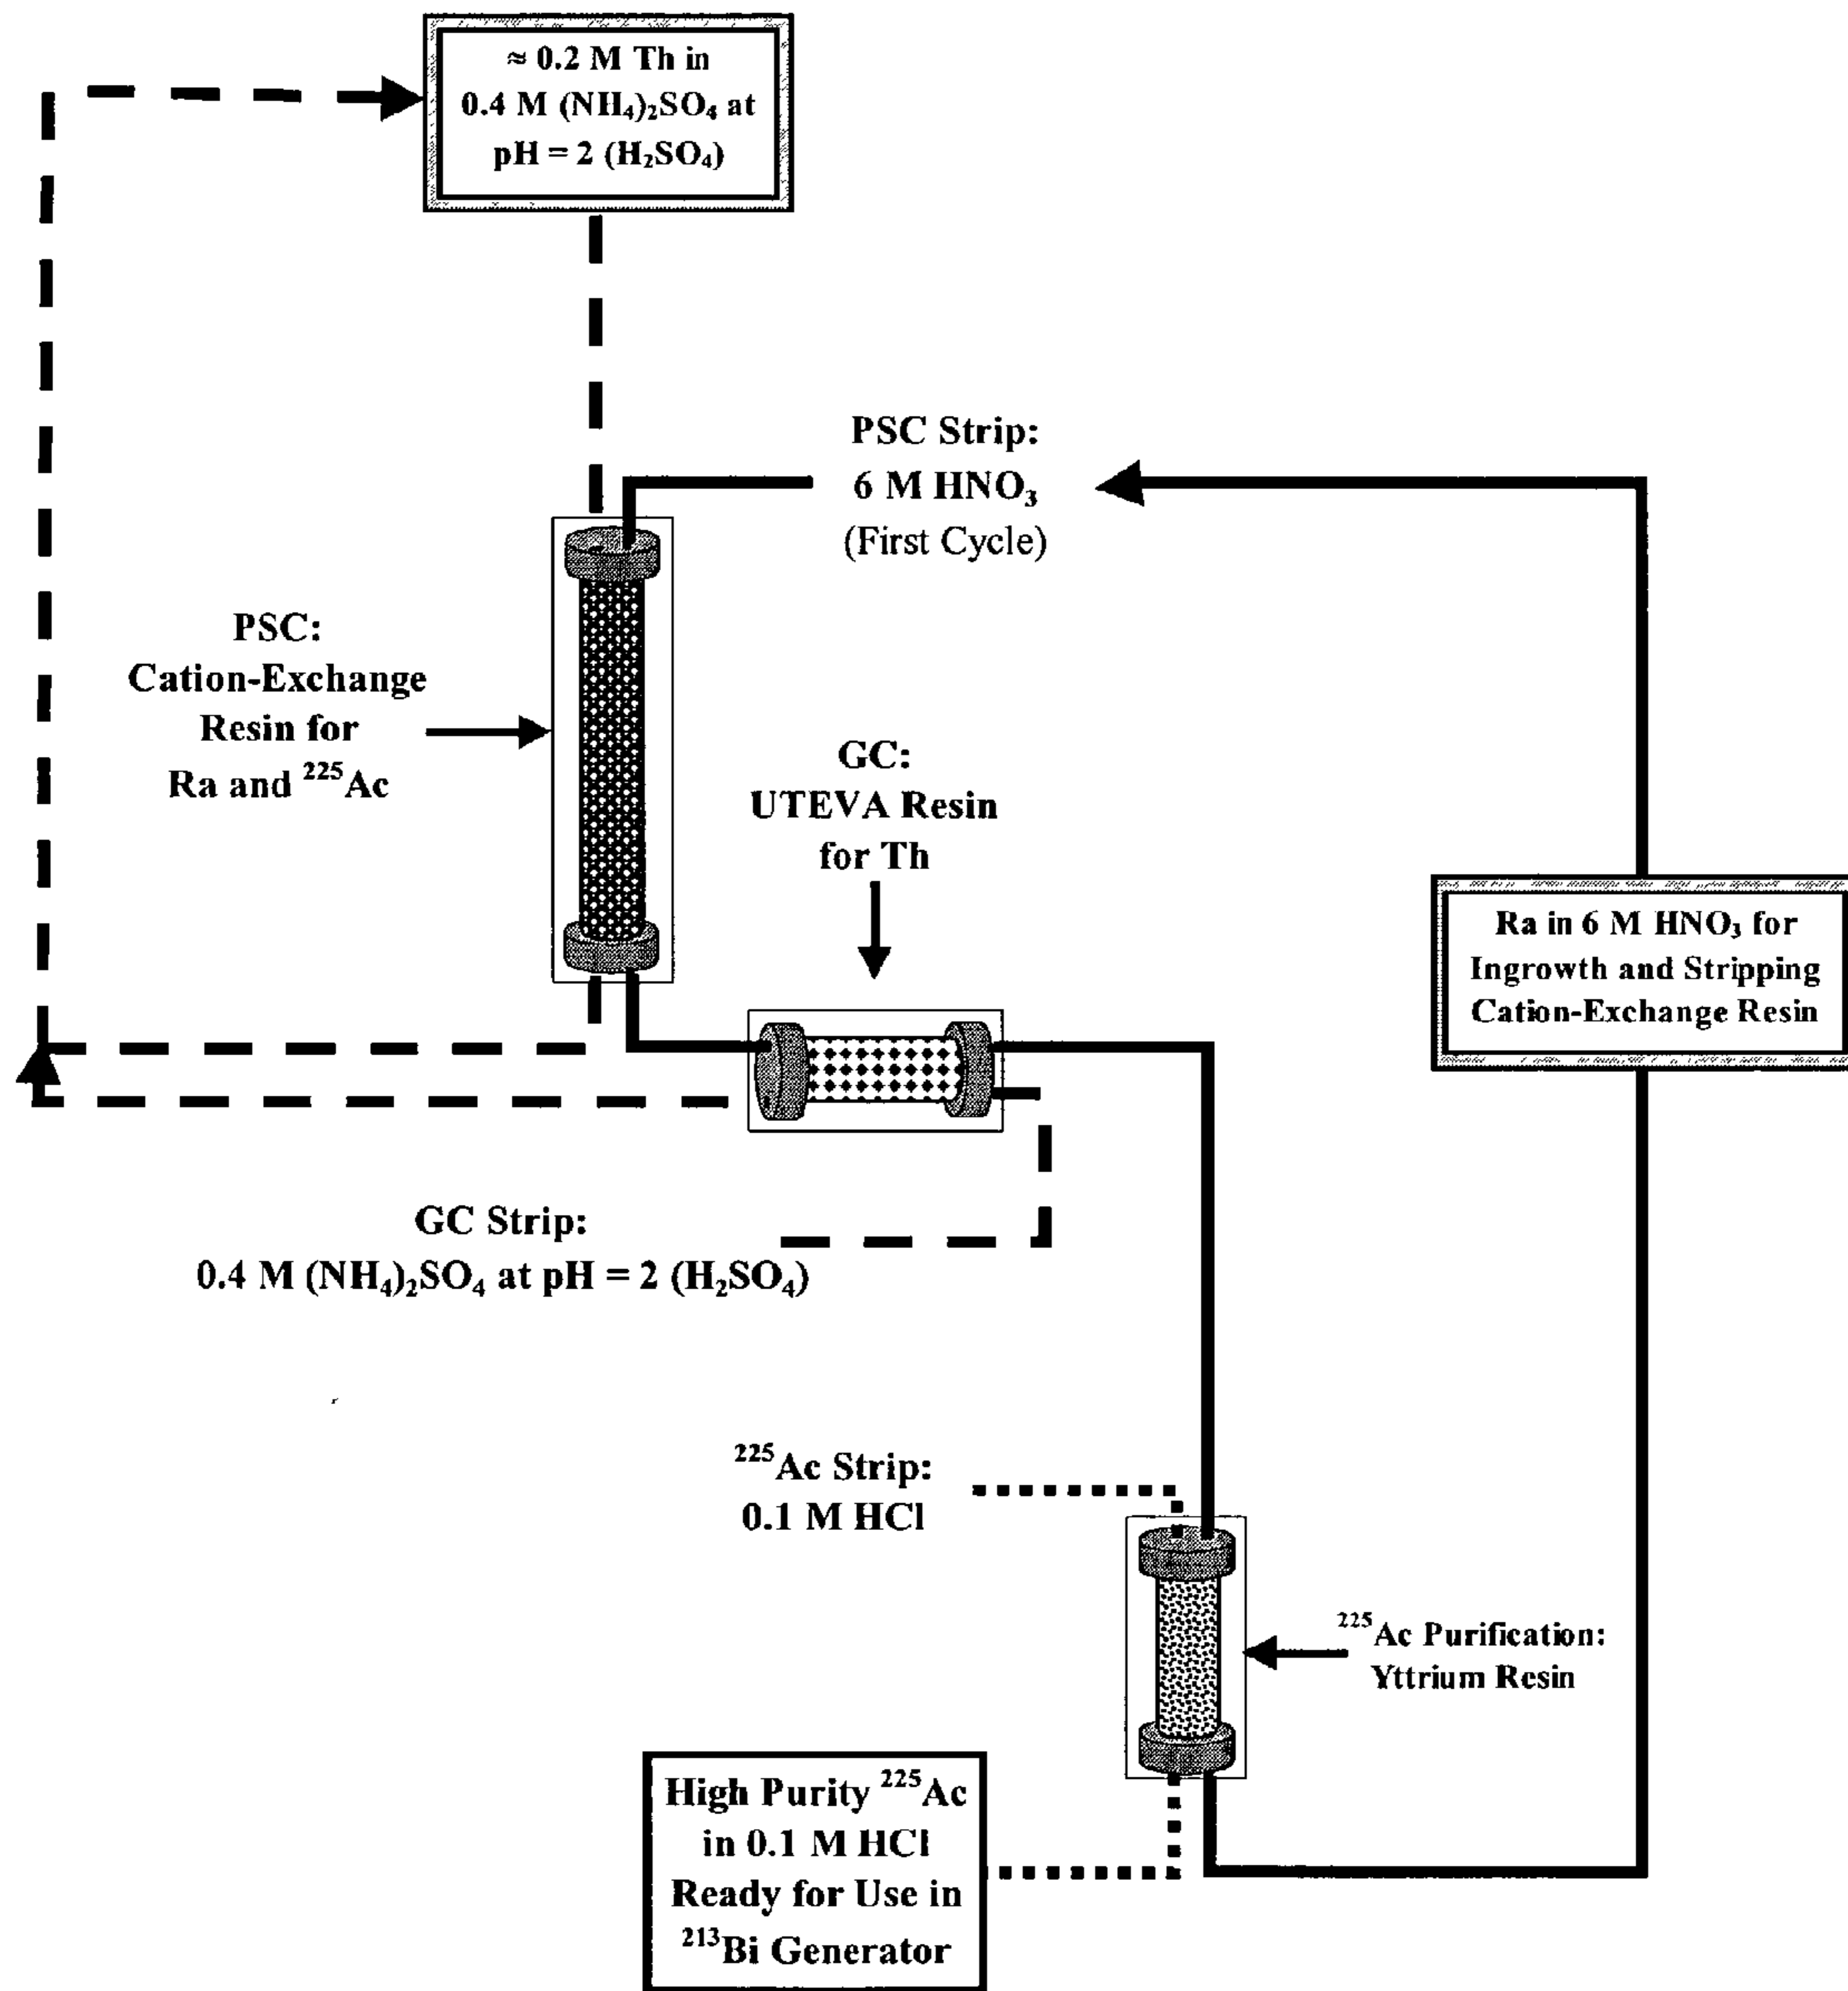 ≈ 0.2 M Th in
0.4 M (NH₄)₂SO₄ at
pH = 2 (H₂SO₄)
PSC Strip:
6 M HNO₃
(First Cycle)
PSC:
Cation-Exchange
Resin for
Ra and ²²⁵Ac
GC:
UTEVA Resin
for Th
Ra in 6 M HNO₃ for
Ingrowth and Stripping
Cation-Exchange Resin
GC Strip:
0.4 M (NH₄)₂SO₄ at pH = 2 (H₂SO₄)
²²⁵Ac Strip:
0.1 M HCl
²²⁵Ac Purification:
Yttrium Resin
High Purity ²²⁵Ac
in 0.1 M HCl
Ready for Use in
²¹³Bi Generator